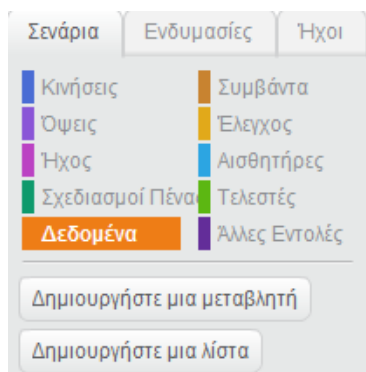 Σενάρια Ενδυμασίες Ήχοι
Κινήσεις Συμβάντα
Όψεις Έλεγχος
Ήχος Αισθητήρες
Σχεδιασμοί Πένας Τελεστές
Δεδομένα Άλλες Εντολές
Δημιουργήστε μια μεταβλητή
Δημιουργήστε μια λίστα